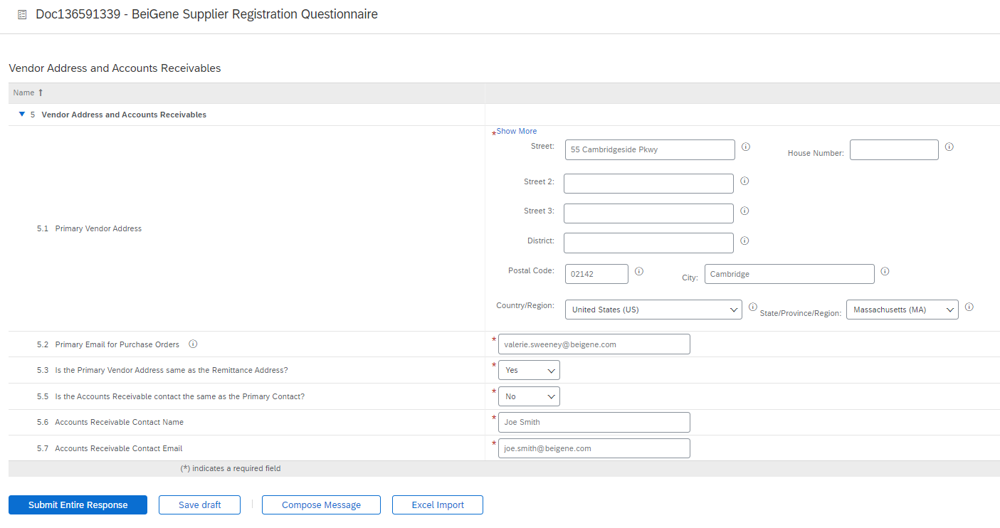 Doc136591339 - BeiGene Supplier Registration Questionnaire
Vendor Address and Accounts Receivables
Name ↑
▼ 5 Vendor Address and Accounts Receivables
*Show More
Street: 55 Cambridgeside Pkwy House Number:
Street 2:
Street 3:
5.1 Primary Vendor Address
District:
Postal Code: 02142 City: Cambridge
Country/Region: United States (US) State/Province/Region: Massachusetts (MA)
5.2 Primary Email for Purchase Orders * valerie.sweeney@beigene.com
5.3 Is the Primary Vendor Address same as the Remittance Address? * Yes
5.5 Is the Accounts Receivable contact the same as the Primary Contact? * No
5.6 Accounts Receivable Contact Name * Joe Smith
5.7 Accounts Receivable Contact Email * joe.smith@beigene.com
(*) indicates a required field
Submit Entire Response Save draft Compose Message Excel Import